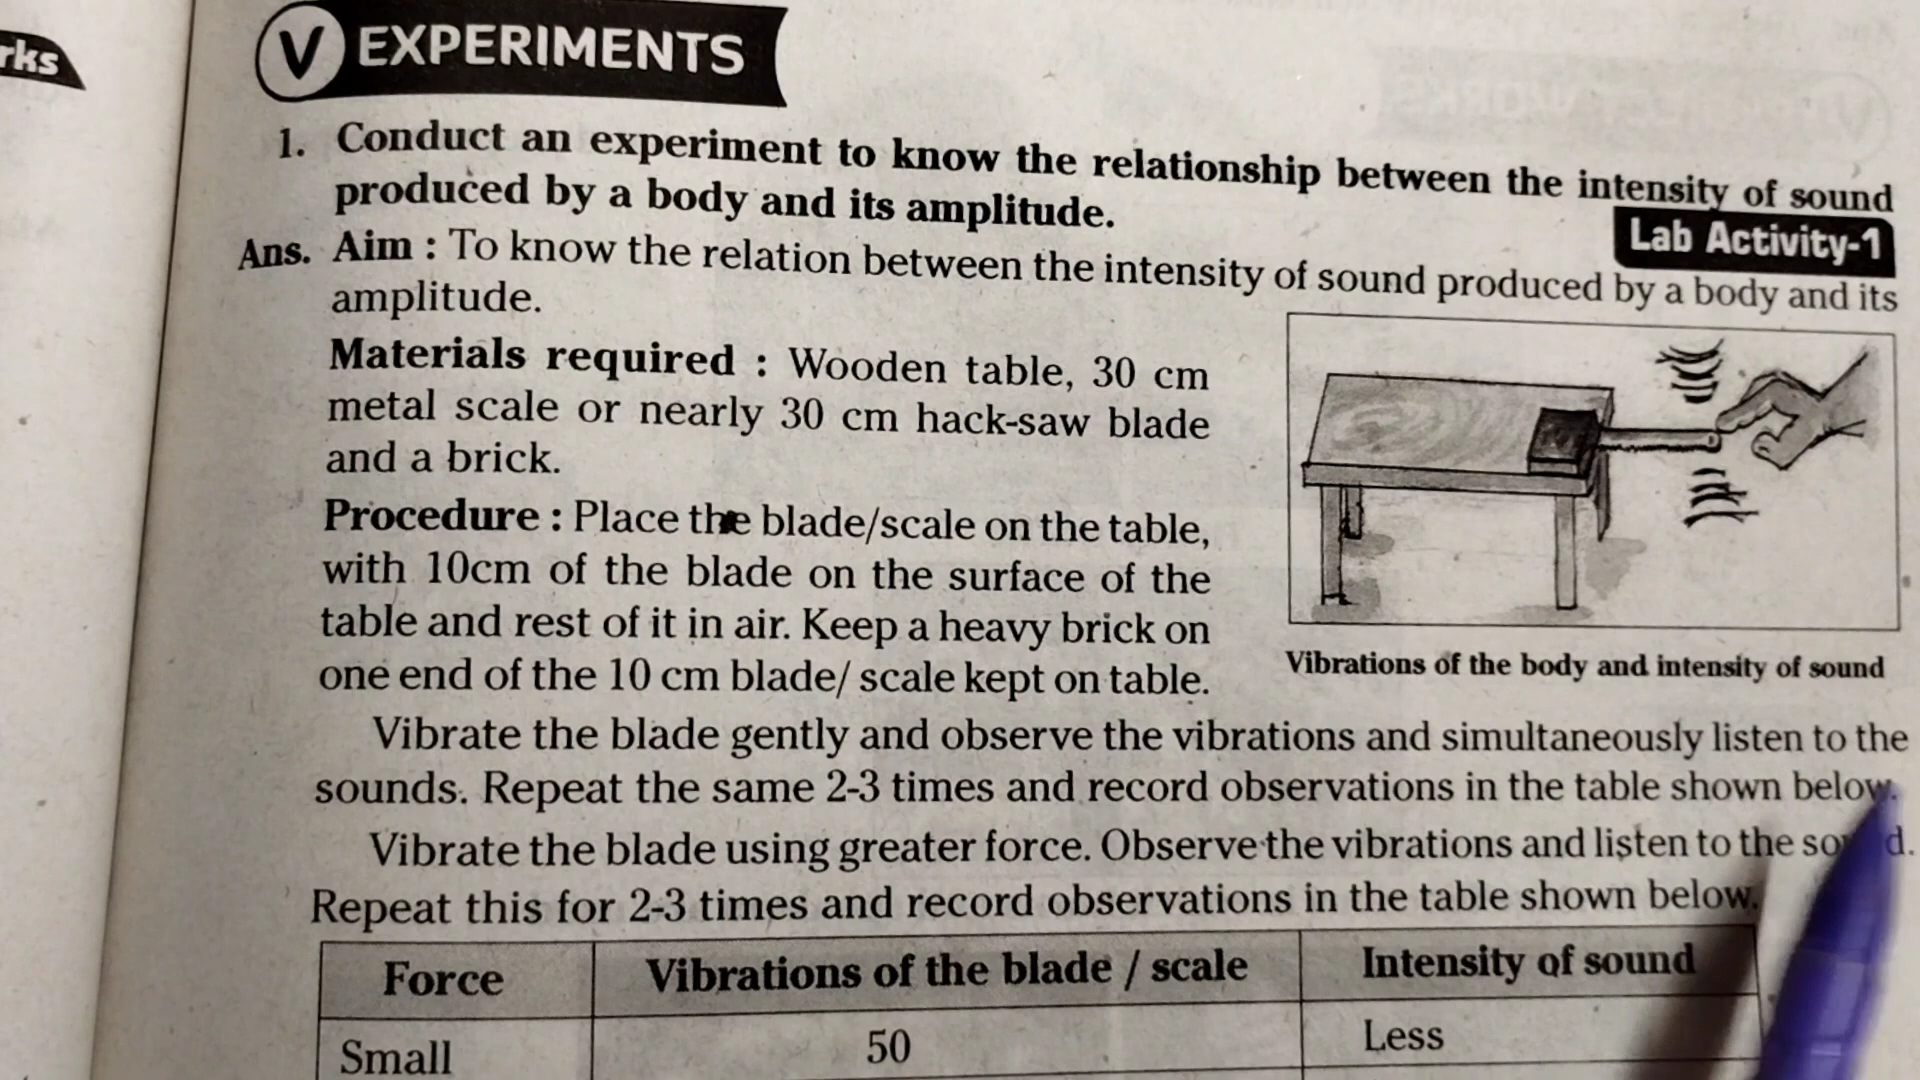 rks
V EXPERIMENTS
1. Conduct an experiment to know the relationship between the intensity of sound
produced by a body and its amplitude.
Lab Activity-1
Ans. Aim : To know the relation between the intensity of sound produced by a body and its
amplitude.
Materials required : Wooden table, 30 cm
metal scale or nearly 30 cm hack-saw blade
and a brick.
Procedure : Place the blade/scale on the table,
with 10cm of the blade on the surface of the
table and rest of it in air. Keep a heavy brick on
one end of the 10 cm blade/ scale kept on table.
Vibrations of the body and intensity of sound
Vibrate the blade gently and observe the vibrations and simultaneously listen to the
sounds. Repeat the same 2-3 times and record observations in the table shown below.
Vibrate the blade using greater force. Observe the vibrations and listen to the sound.
Repeat this for 2-3 times and record observations in the table shown below.
Force Vibrations of the blade / scale Intensity of sound
Small 50 Less